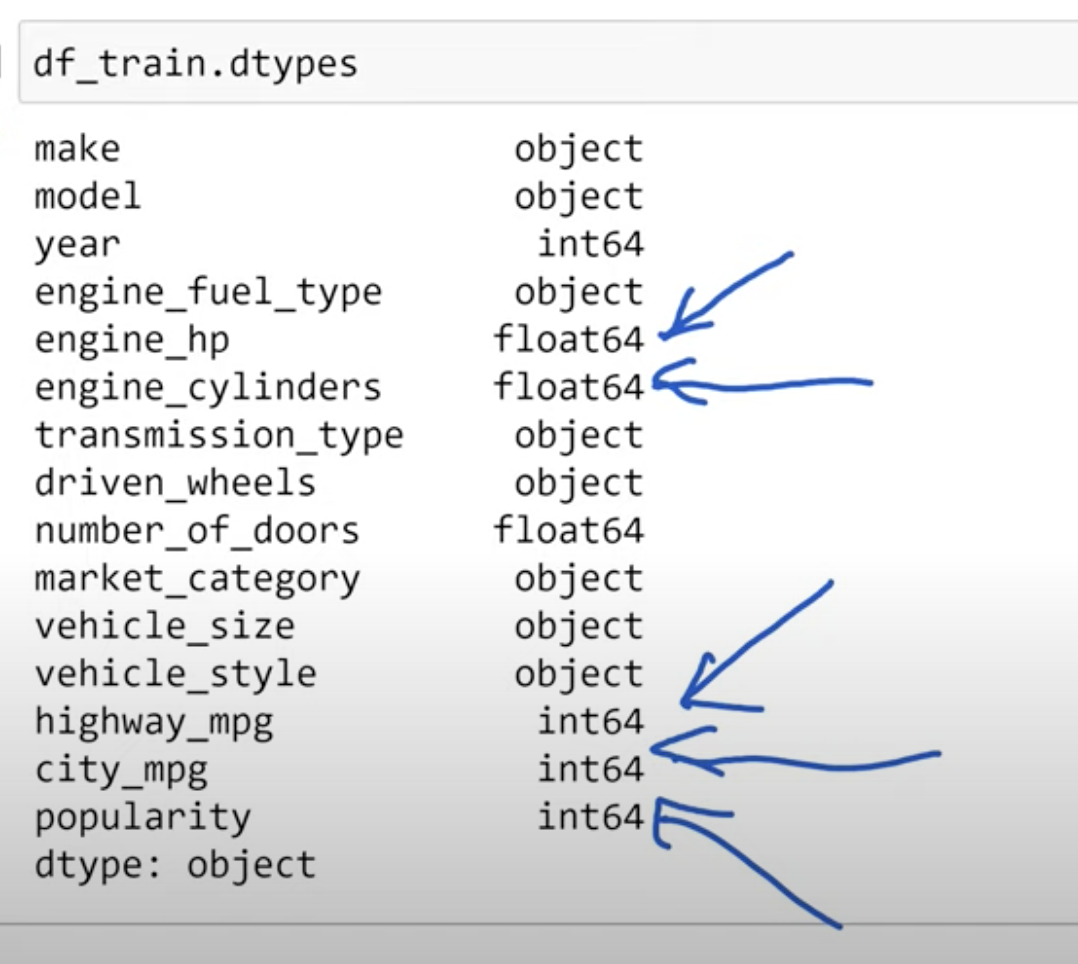 df_train.dtypes
make object
model object
year int64
engine_fuel_type object
engine_hp float64
engine_cylinders float64
transmission_type object
driven_wheels object
number_of_doors float64
market_category object
vehicle_size object
vehicle_style object
highway_mpg int64
city_mpg int64
popularity int64
dtype: object